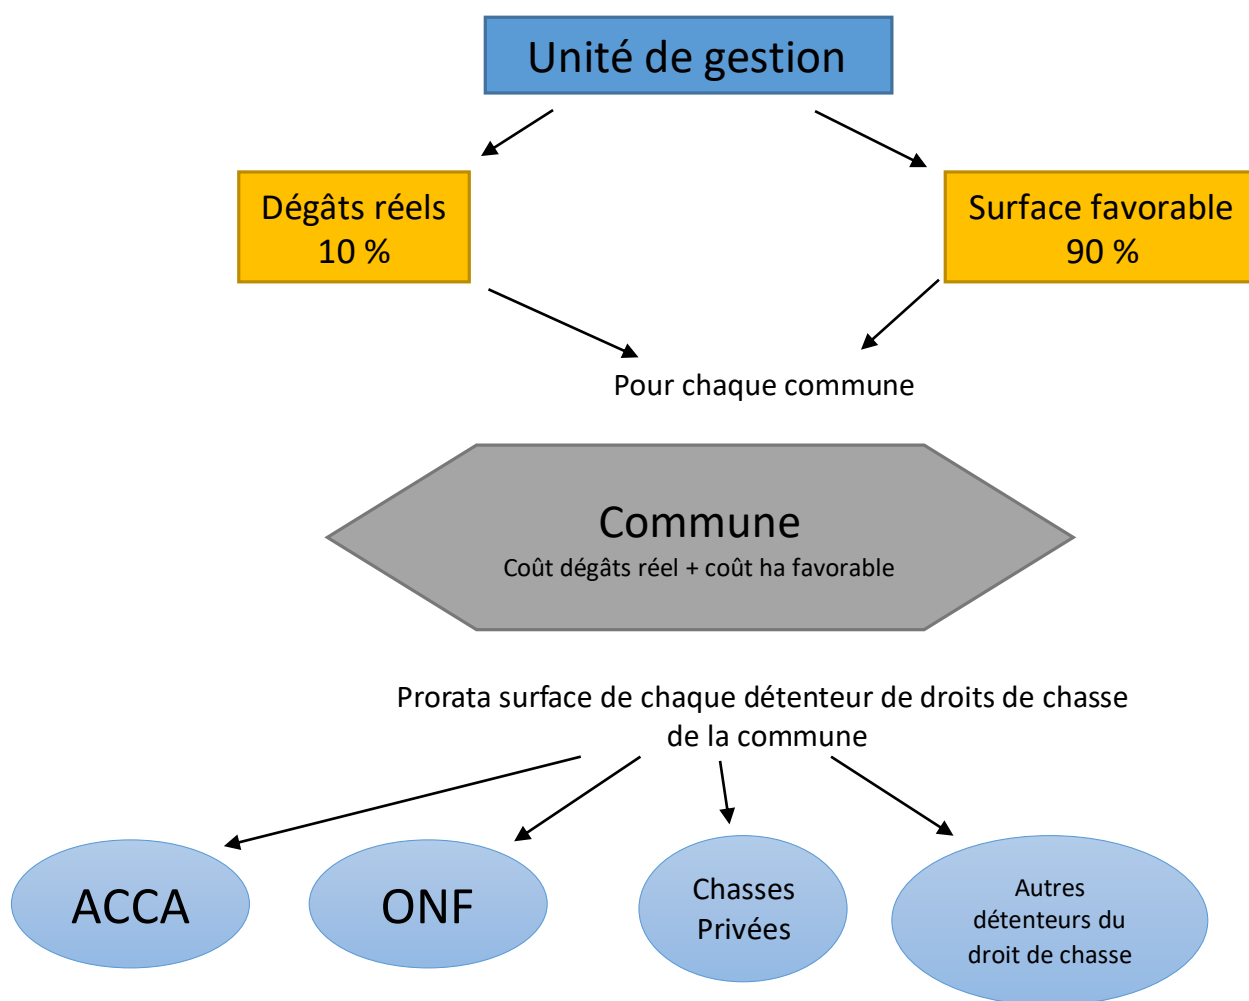 Unité de gestion
Dégâts réels
10 %
Surface favorable
90 %
Pour chaque commune
Commune
Coût dégâts réel + coût ha favorable
Prorata surface de chaque détenteur de droits de chasse
de la commune
ACCA
ONF
Chasses
Privées
Autres
détenteurs du
droit de chasse